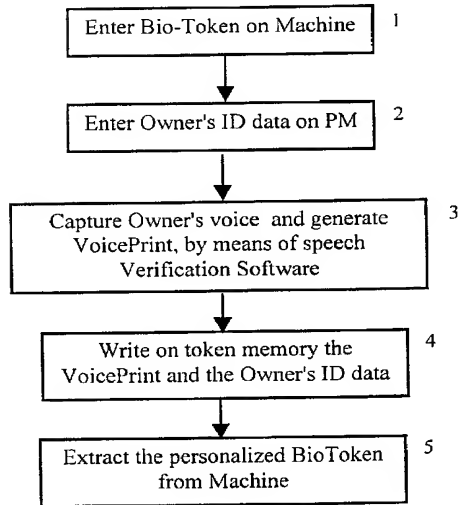 Enter Bio-Token on Machine 1
Enter Owner's ID data on PM 2
Capture Owner's voice and generate 3
VoicePrint, by means of speech
Verification Software
Write on token memory the 4
VoicePrint and the Owner's ID data
Extract the personalized BioToken 5
from Machine